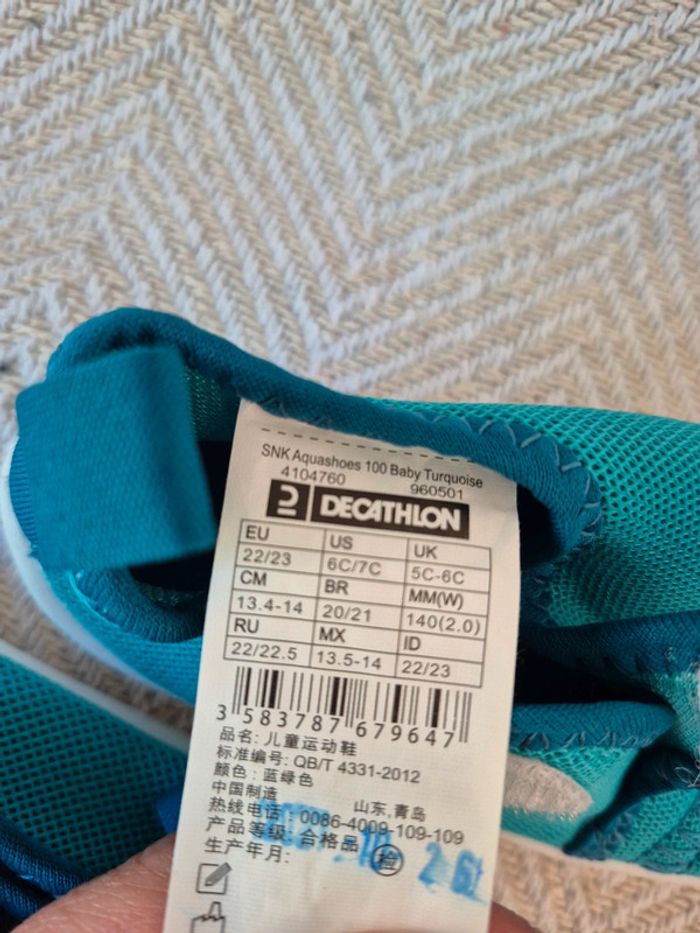 SNK Aquashoes 100 Baby Turquoise
4104760 960501
DECATHLON
EU US UK
22/23 6C/7C 5C-6C
CM BR MM(W)
13.4-14 20/21 140(2.0)
RU MX ID
22/22.5 13.5-14 22/23
3 583787 679647
品名: 儿童运动鞋
标准编号: QB/T 4331-2012
颜色: 蓝绿色
中国制造 山东,青岛
热线电话: 0086-4009-109-109
产品等级: 合格品 检
生产年月: